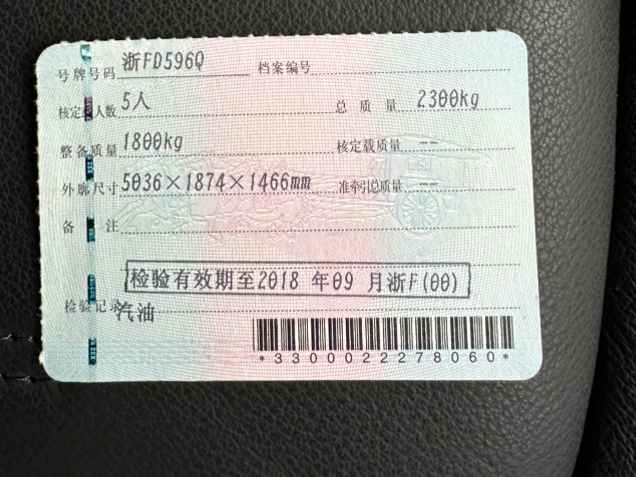 号牌号码 浙FD596Q 档案编号
核定载人数 5人 总质量 2300kg
整备质量 1800kg 核定载质量 --
外廓尺寸 5036×1874×1466mm 准牵引总质量 --
备注
检验有效期至2018 年09 月浙F(00)
检验记录 汽油
*3300022278060*